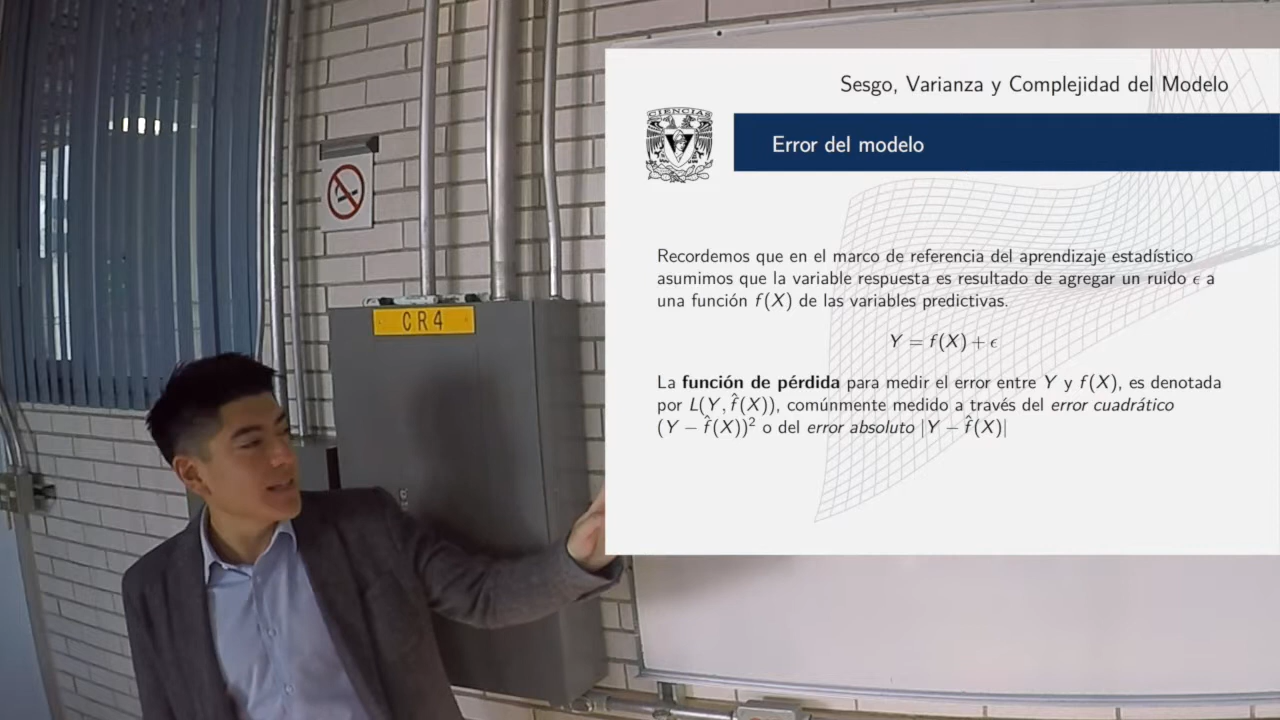 CR4
Sesgo, Varianza y Complejidad del Modelo
CIENCIAS
Error del modelo
Recordemos que en el marco de referencia del aprendizaje estadístico
asumimos que la variable respuesta es resultado de agregar un ruido ϵ a
una función f(X) de las variables predictivas.
Y = f(X) + ϵ
La función de pérdida para medir el error entre Y y f(X), es denotada
por L(Y, f̂(X)), comúnmente medido a través del error cuadrático
(Y − f̂(X))² o del error absoluto |Y − f̂(X)|